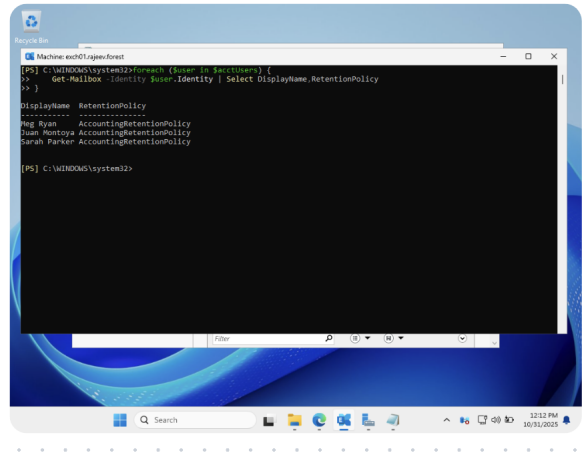 Recycle Bin
Machine: exch01.rajeev.forest
[PS] C:\WINDOWS\system32>foreach ($user in $acctUsers) {
>>     Get-Mailbox -Identity $user.Identity | Select DisplayName,RetentionPolicy
>> }
DisplayName  RetentionPolicy
-----------  ---------------
Meg Ryan     AccountingRetentionPolicy
Juan Montoya AccountingRetentionPolicy
Sarah Parker AccountingRetentionPolicy
[PS] C:\WINDOWS\system32>
Filter
Search
12:12 PM
10/31/2025